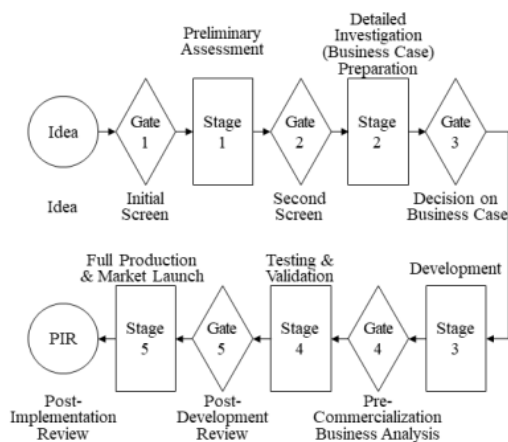 Preliminary
Assessment
Detailed
Investigation
(Business Case)
Preparation
Idea
Gate
1
Stage
1
Gate
2
Stage
2
Gate
3
Idea
Initial
Screen
Second
Screen
Decision on
Business Case
Full Production
& Market Launch
Testing &
Validation
Development
PIR
Stage
5
Gate
5
Stage
4
Gate
4
Stage
3
Post-
Implementation
Review
Post-
Development
Review
Pre-
Commercialization
Business Analysis